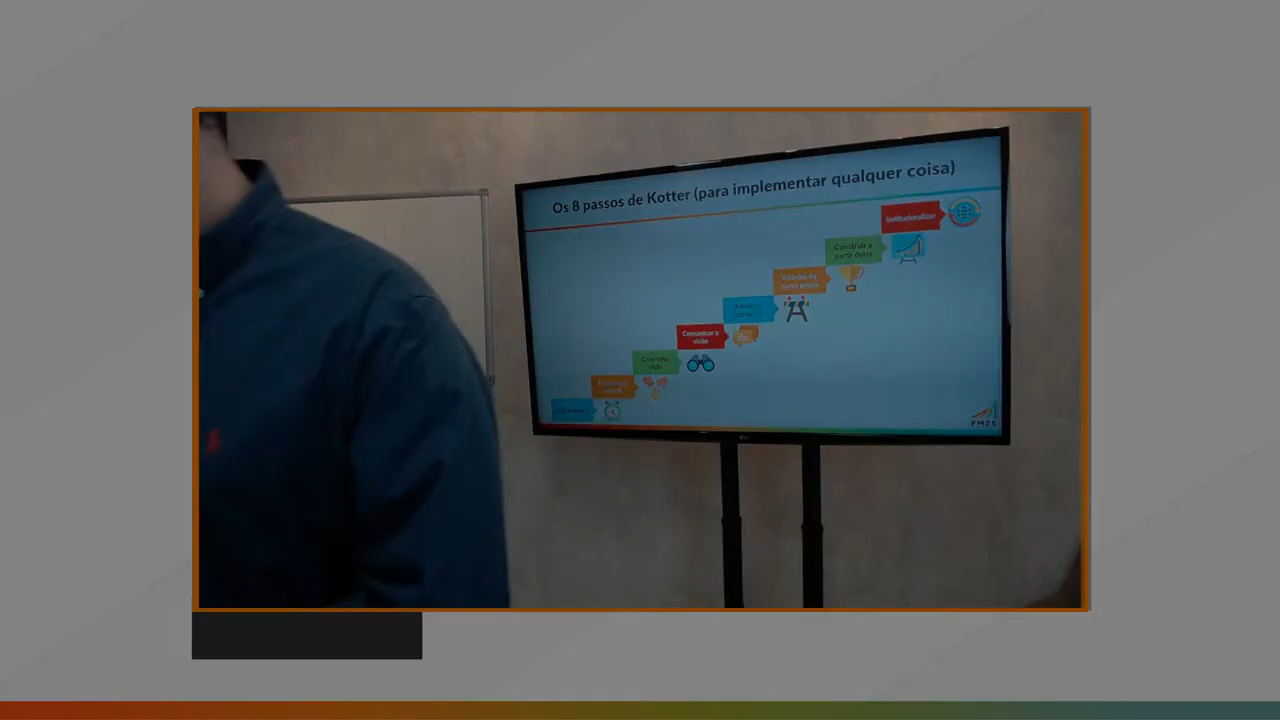 Os 8 passos de Kotter (para implementar qualquer coisa)
Institucionalizar
Construir a
partir delas
Vitórias de
curto prazo
Comunicar a
visão
Criar uma
visão
FM2S